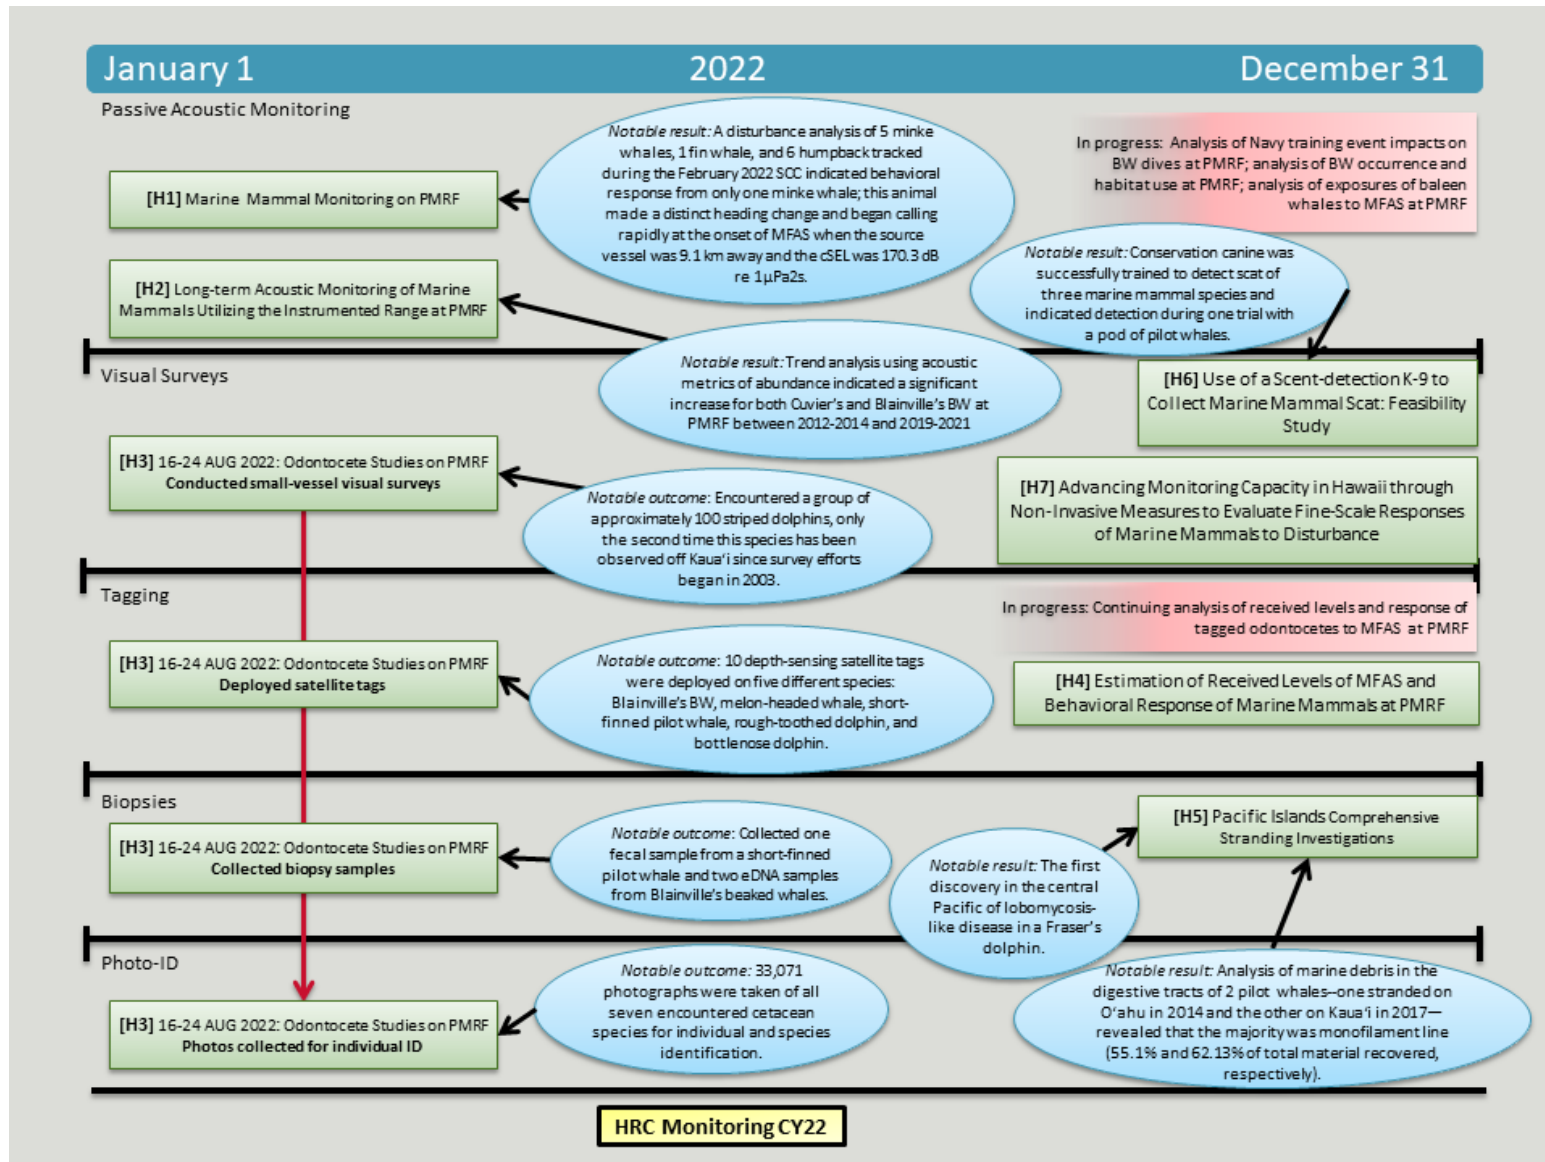 January 1
2022
December 31
Passive Acoustic Monitoring
[H1] Marine Mammal Monitoring on PMRF
Notable result: A disturbance analysis of 5 minke
whales, 1 fin whale, and 6 humpback tracked
during the February 2022 SCC indicated behavioral
response from only one minke whale; this animal
made a distinct heading change and began calling
rapidly at the onset of MFAS when the source
vessel was 9.1 km away and the cSEL was 170.3 dB
re 1µPa2s.
In progress: Analysis of Navy training event impacts on
BW dives at PMRF; analysis of BW occurrence and
habitat use at PMRF; analysis of exposures of baleen
whales to MFAS at PMRF
[H2] Long-term Acoustic Monitoring of Marine
Mammals Utilizing the Instrumented Range at PMRF
Notable result: Conservation canine was
successfully trained to detect scat of
three marine mammal species and
indicated detection during one trial with
a pod of pilot whales.
Visual Surveys
Notable result: Trend analysis using acoustic
metrics of abundance indicated a significant
increase for both Cuvier's and Blainville's BW at
PMRF between 2012-2014 and 2019-2021
[H6] Use of a Scent-detection K-9 to
Collect Marine Mammal Scat: Feasibility
Study
[H3] 16-24 AUG 2022: Odontocete Studies on PMRF
Conducted small-vessel visual surveys
Notable outcome: Encountered a group of
approximately 100 striped dolphins, only
the second time this species has been
observed off Kaua‘i since survey efforts
began in 2003.
[H7] Advancing Monitoring Capacity in Hawaii through
Non-Invasive Measures to Evaluate Fine-Scale Responses
of Marine Mammals to Disturbance
Tagging
In progress: Continuing analysis of received levels and response of
tagged odontocetes to MFAS at PMRF
[H3] 16-24 AUG 2022: Odontocete Studies on PMRF
Deployed satellite tags
Notable outcome: 10 depth-sensing satellite tags
were deployed on five different species:
Blainville's BW, melon-headed whale, short-
finned pilot whale, rough-toothed dolphin, and
bottlenose dolphin.
[H4] Estimation of Received Levels of MFAS and
Behavioral Response of Marine Mammals at PMRF
Biopsies
[H3] 16-24 AUG 2022: Odontocete Studies on PMRF
Collected biopsy samples
Notable outcome: Collected one
fecal sample from a short-finned
pilot whale and two eDNA samples
from Blainville's beaked whales.
Notable result: The first
discovery in the central
Pacific of lobomycosis-
like disease in a Fraser's
dolphin.
[H5] Pacific Islands Comprehensive
Stranding Investigations
Photo-ID
[H3] 16-24 AUG 2022: Odontocete Studies on PMRF
Photos collected for individual ID
Notable outcome: 33,071
photographs were taken of all
seven encountered cetacean
species for individual and species
identification.
Notable result: Analysis of marine debris in the
digestive tracts of 2 pilot whales--one stranded on
O‘ahu in 2014 and the other on Kaua‘i in 2017—
revealed that the majority was monofilament line
(55.1% and 62.13% of total material recovered,
respectively).
HRC Monitoring CY22